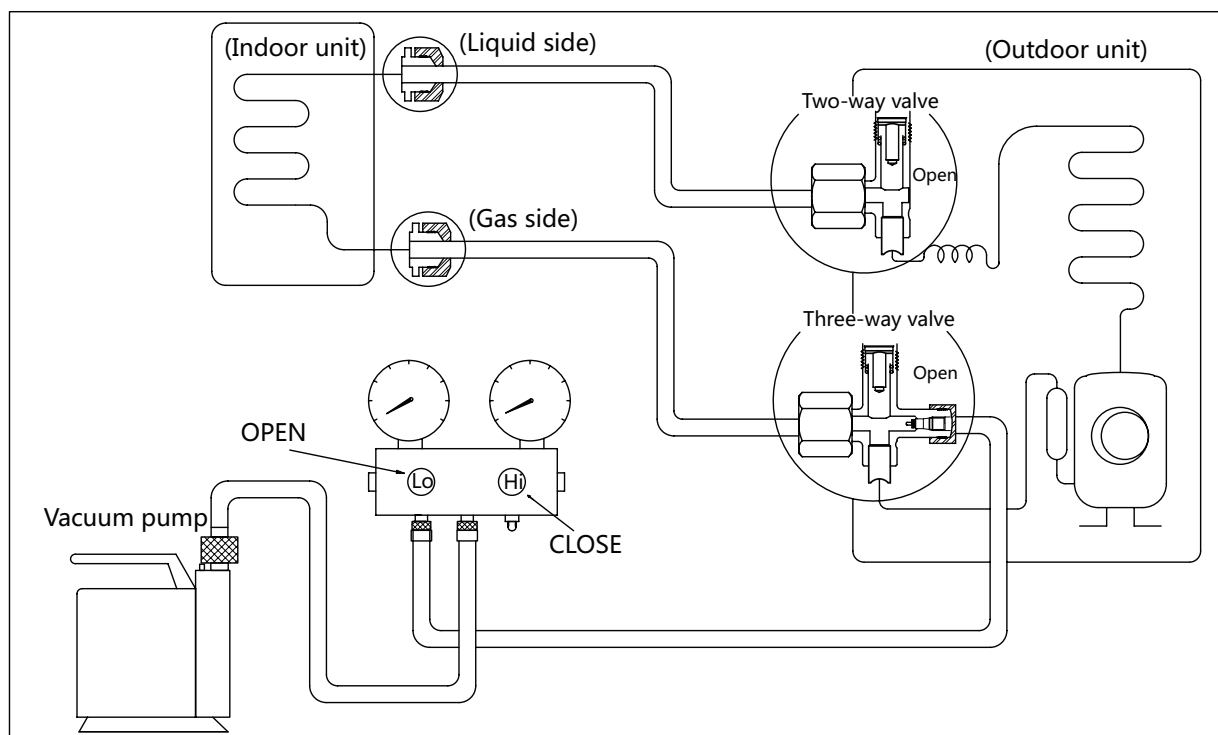 (Indoor unit)
(Liquid side)
(Outdoor unit)
Two-way valve
Open
(Gas side)
Three-way valve
Open
OPEN
Lo
Hi
Vacuum pump
CLOSE